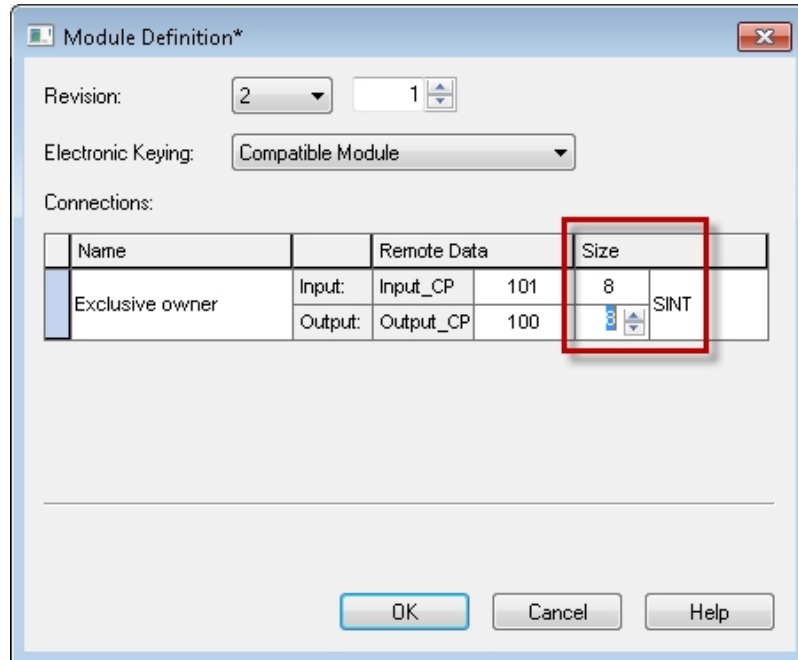 Module Definition*
Revision: 2 1
Electronic Keying: Compatible Module
Connections:
Name Remote Data Size
Exclusive owner Input: Input_CP 101 8 SINT
Output: Output_CP 100 8
OK Cancel Help